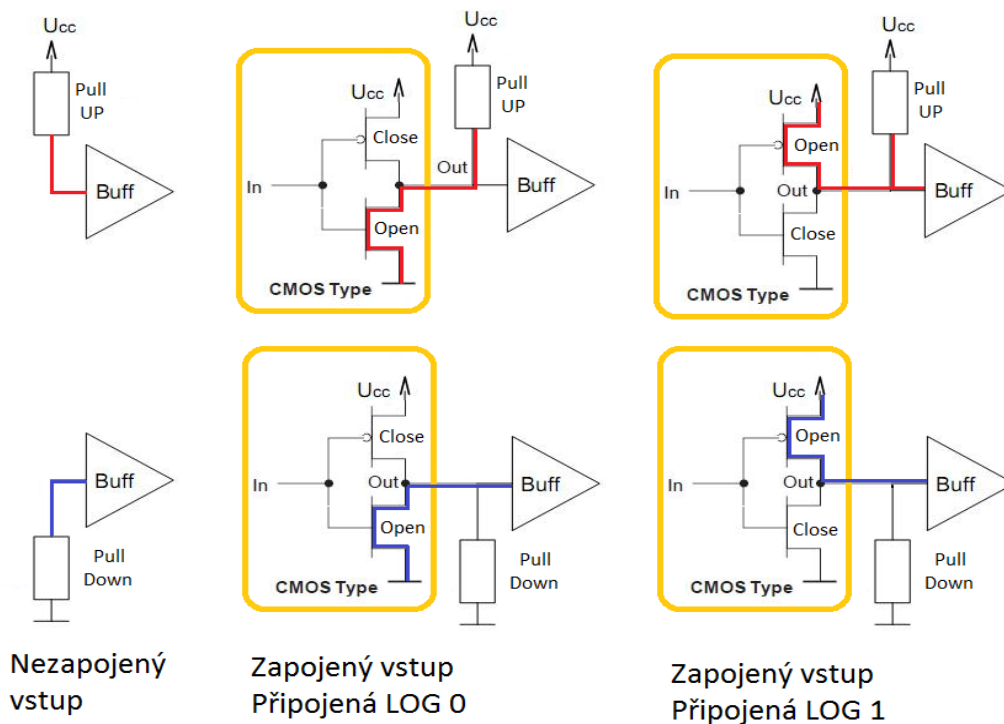 Ucc
Pull
UP
Buff
Ucc
Close
In
Open
CMOS Type
Ucc
Pull
UP
Out
Buff
Ucc
Open
In
Out
Close
CMOS Type
Ucc
Pull
UP
Buff
Buff
Pull
Down
Ucc
Close
In
Out
Open
CMOS Type
Buff
Pull
Down
Ucc
Open
In
Out
Close
CMOS Type
Buff
Pull
Down
Nezapojený
vstup
Zapojený vstup
Připojená LOG 0
Zapojený vstup
Připojená LOG 1